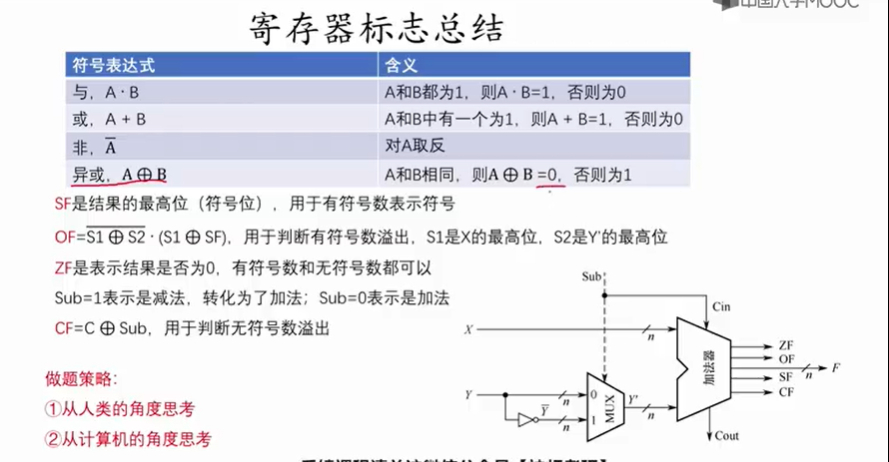 中国大学MOOC
寄存器标志总结
符号表达式 含义
与，A · B A和B都为1，则A · B=1，否则为0
或，A + B A和B中有一个为1，则A + B=1，否则为0
非，A̅ 对A取反
异或，A ⊕ B A和B相同，则A ⊕ B =0，否则为1
SF是结果的最高位（符号位），用于有符号数表示符号
OF=S̅1̅ ̅⊕̅ ̅S̅2̅ · (S1 ⊕ SF)，用于判断有符号数溢出，S1是X的最高位，S2是Y'的最高位
ZF是表示结果是否为0，有符号数和无符号数都可以
Sub=1表示是减法，转化为了加法；Sub=0表示是加法
CF=C ⊕ Sub，用于判断无符号数溢出
做题策略：
①从人类的角度思考
②从计算机的角度思考
Sub
Cin
X
n
加法器
ZF
OF
n
F
SF
CF
Y
n
0
MUX
Y'
n
Y̅
n
1
Cout